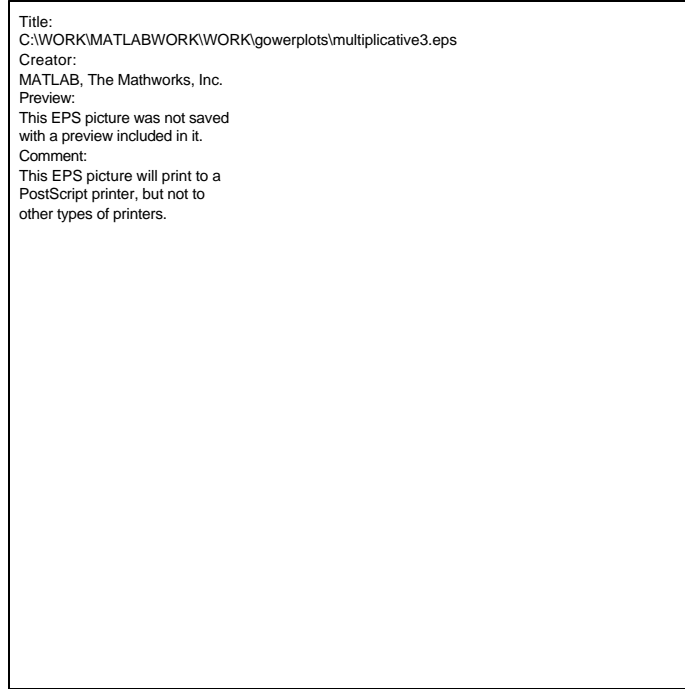 Title:
C:\WORK\MATLABWORK\WORK\gowerplots\multiplicative3.eps
Creator:
MATLAB, The Mathworks, Inc.
Preview:
This EPS picture was not saved
with a preview included in it.
Comment:
This EPS picture will print to a
PostScript printer, but not to
other types of printers.